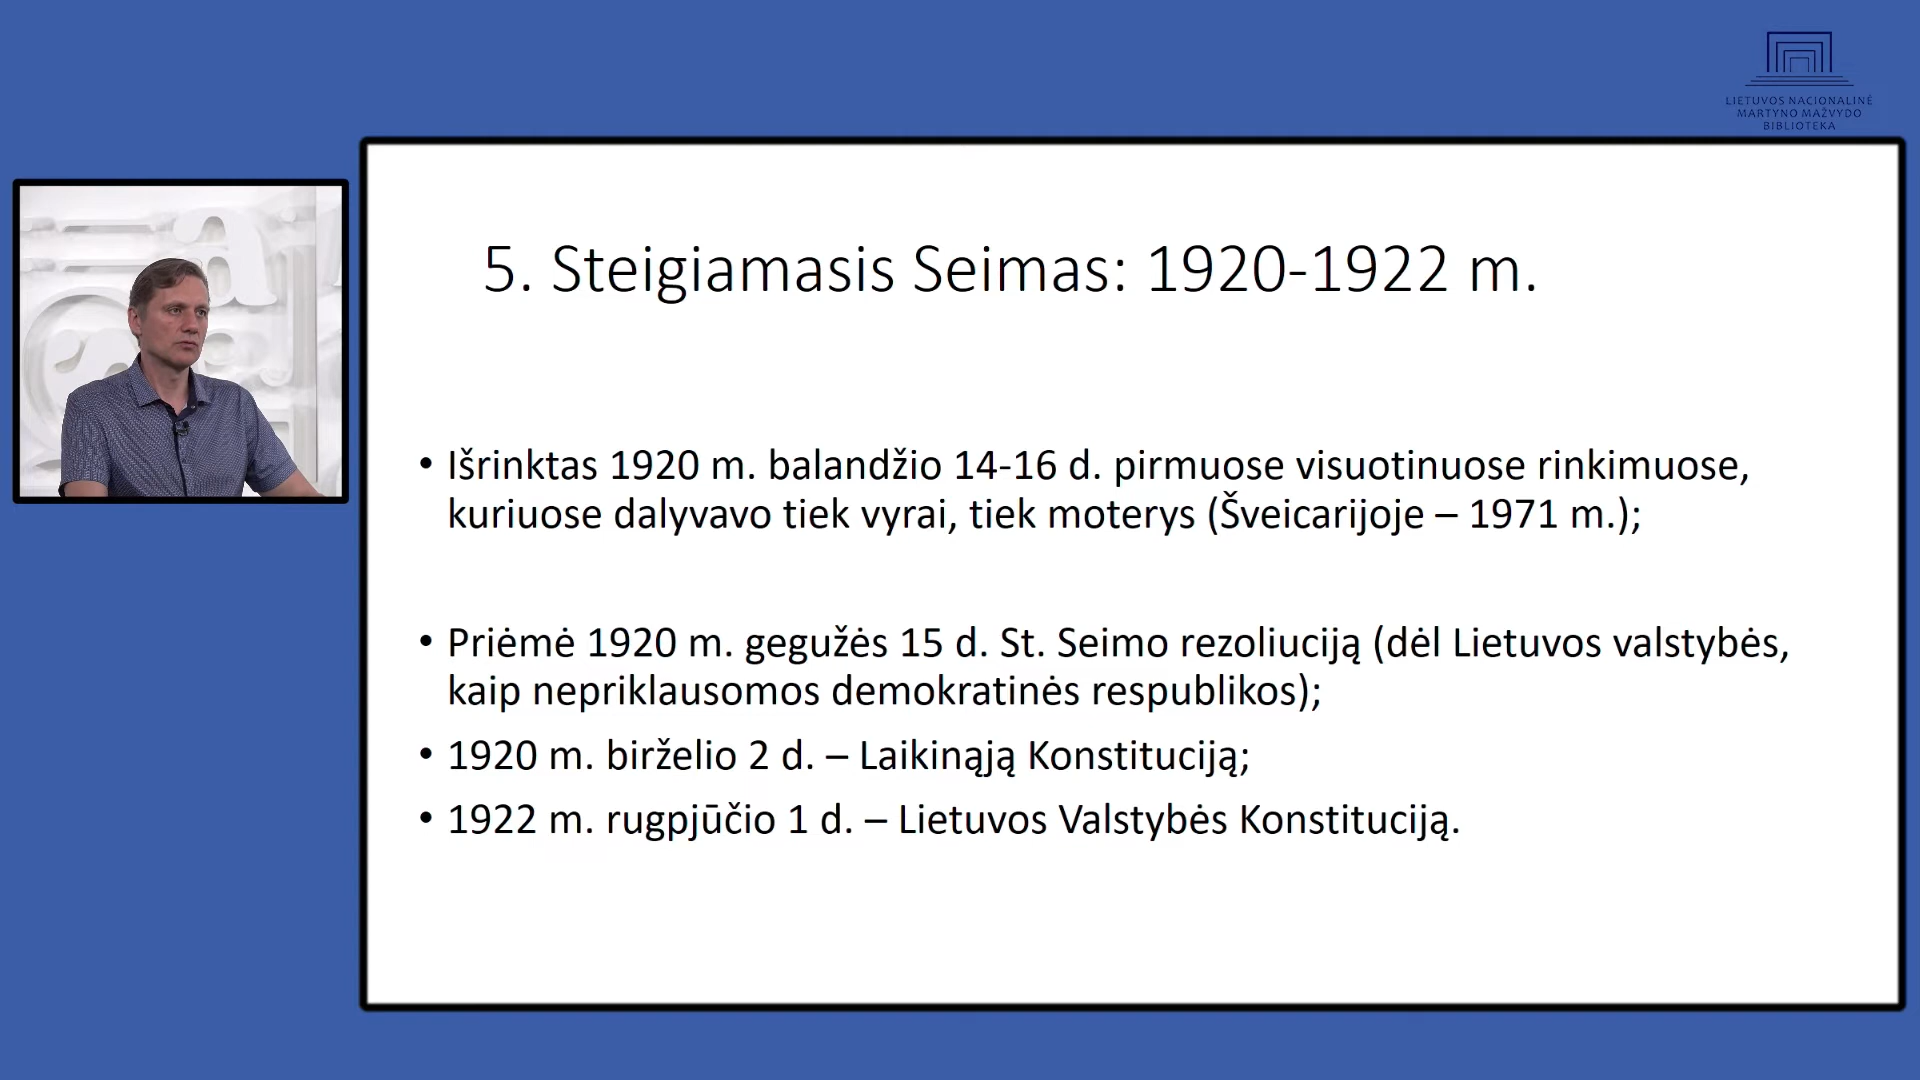 LIETUVOS NACIONALINĖ
MARTYNO MAŽVYDO
BIBLIOTEKA
5. Steigiamasis Seimas: 1920-1922 m.
• Išrinktas 1920 m. balandžio 14-16 d. pirmuose visuotinuose rinkimuose,
kuriuose dalyvavo tiek vyrai, tiek moterys (Šveicarijoje – 1971 m.);
• Priėmė 1920 m. gegužės 15 d. St. Seimo rezoliuciją (dėl Lietuvos valstybės,
kaip nepriklausomos demokratinės respublikos);
• 1920 m. birželio 2 d. – Laikinąją Konstituciją;
• 1922 m. rugpjūčio 1 d. – Lietuvos Valstybės Konstituciją.